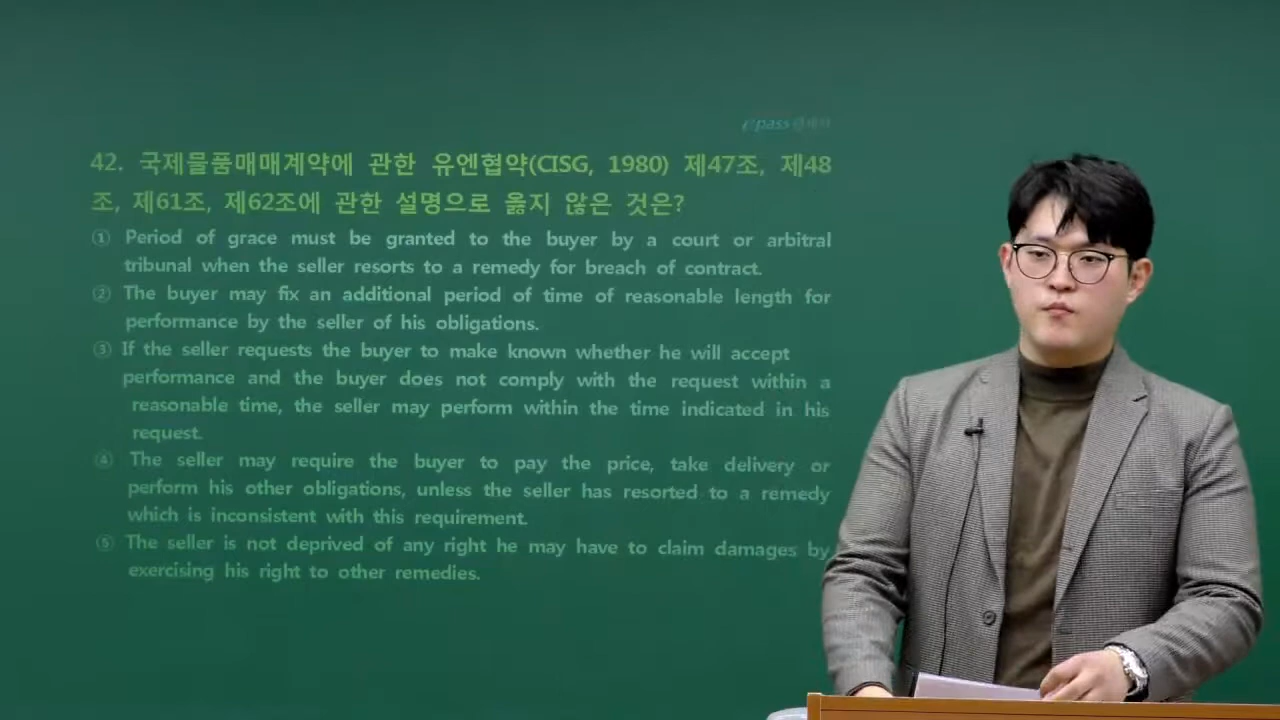 epass
42. 국제물품매매계약에 관한 유엔협약(CISG, 1980) 제47조, 제48
조, 제61조, 제62조에 관한 설명으로 옳지 않은 것은?
① Period of grace must be granted to the buyer by a court or arbitral
tribunal when the seller resorts to a remedy for breach of contract.
② The buyer may fix an additional period of time of reasonable length for
performance by the seller of his obligations.
③ If the seller requests the buyer to make known whether he will accept
performance and the buyer does not comply with the request within a
reasonable time, the seller may perform within the time indicated in his
request.
④ The seller may require the buyer to pay the price, take delivery or
perform his other obligations, unless the seller has resorted to a remedy
which is inconsistent with this requirement.
⑤ The seller is not deprived of any right he may have to claim damages by
exercising his right to other remedies.